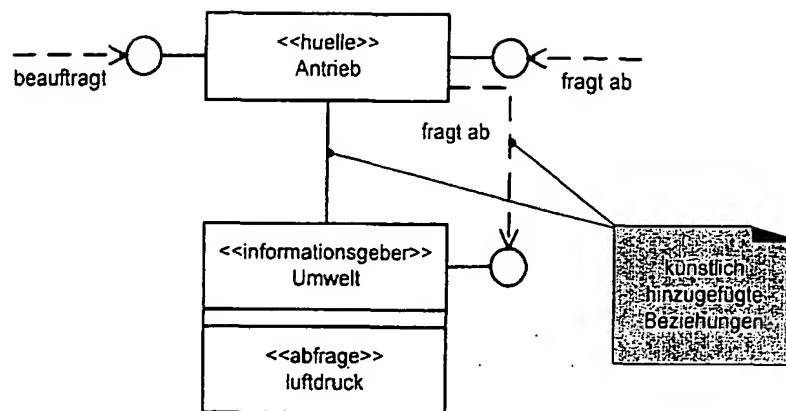 <<huelle>>
Antrieb
beauftragt
fragt ab
fragt ab
<<informationsgeber>>
Umwelt
künstlich
hinzugefügte
Beziehungen
<<abfrage>>
luftdruck